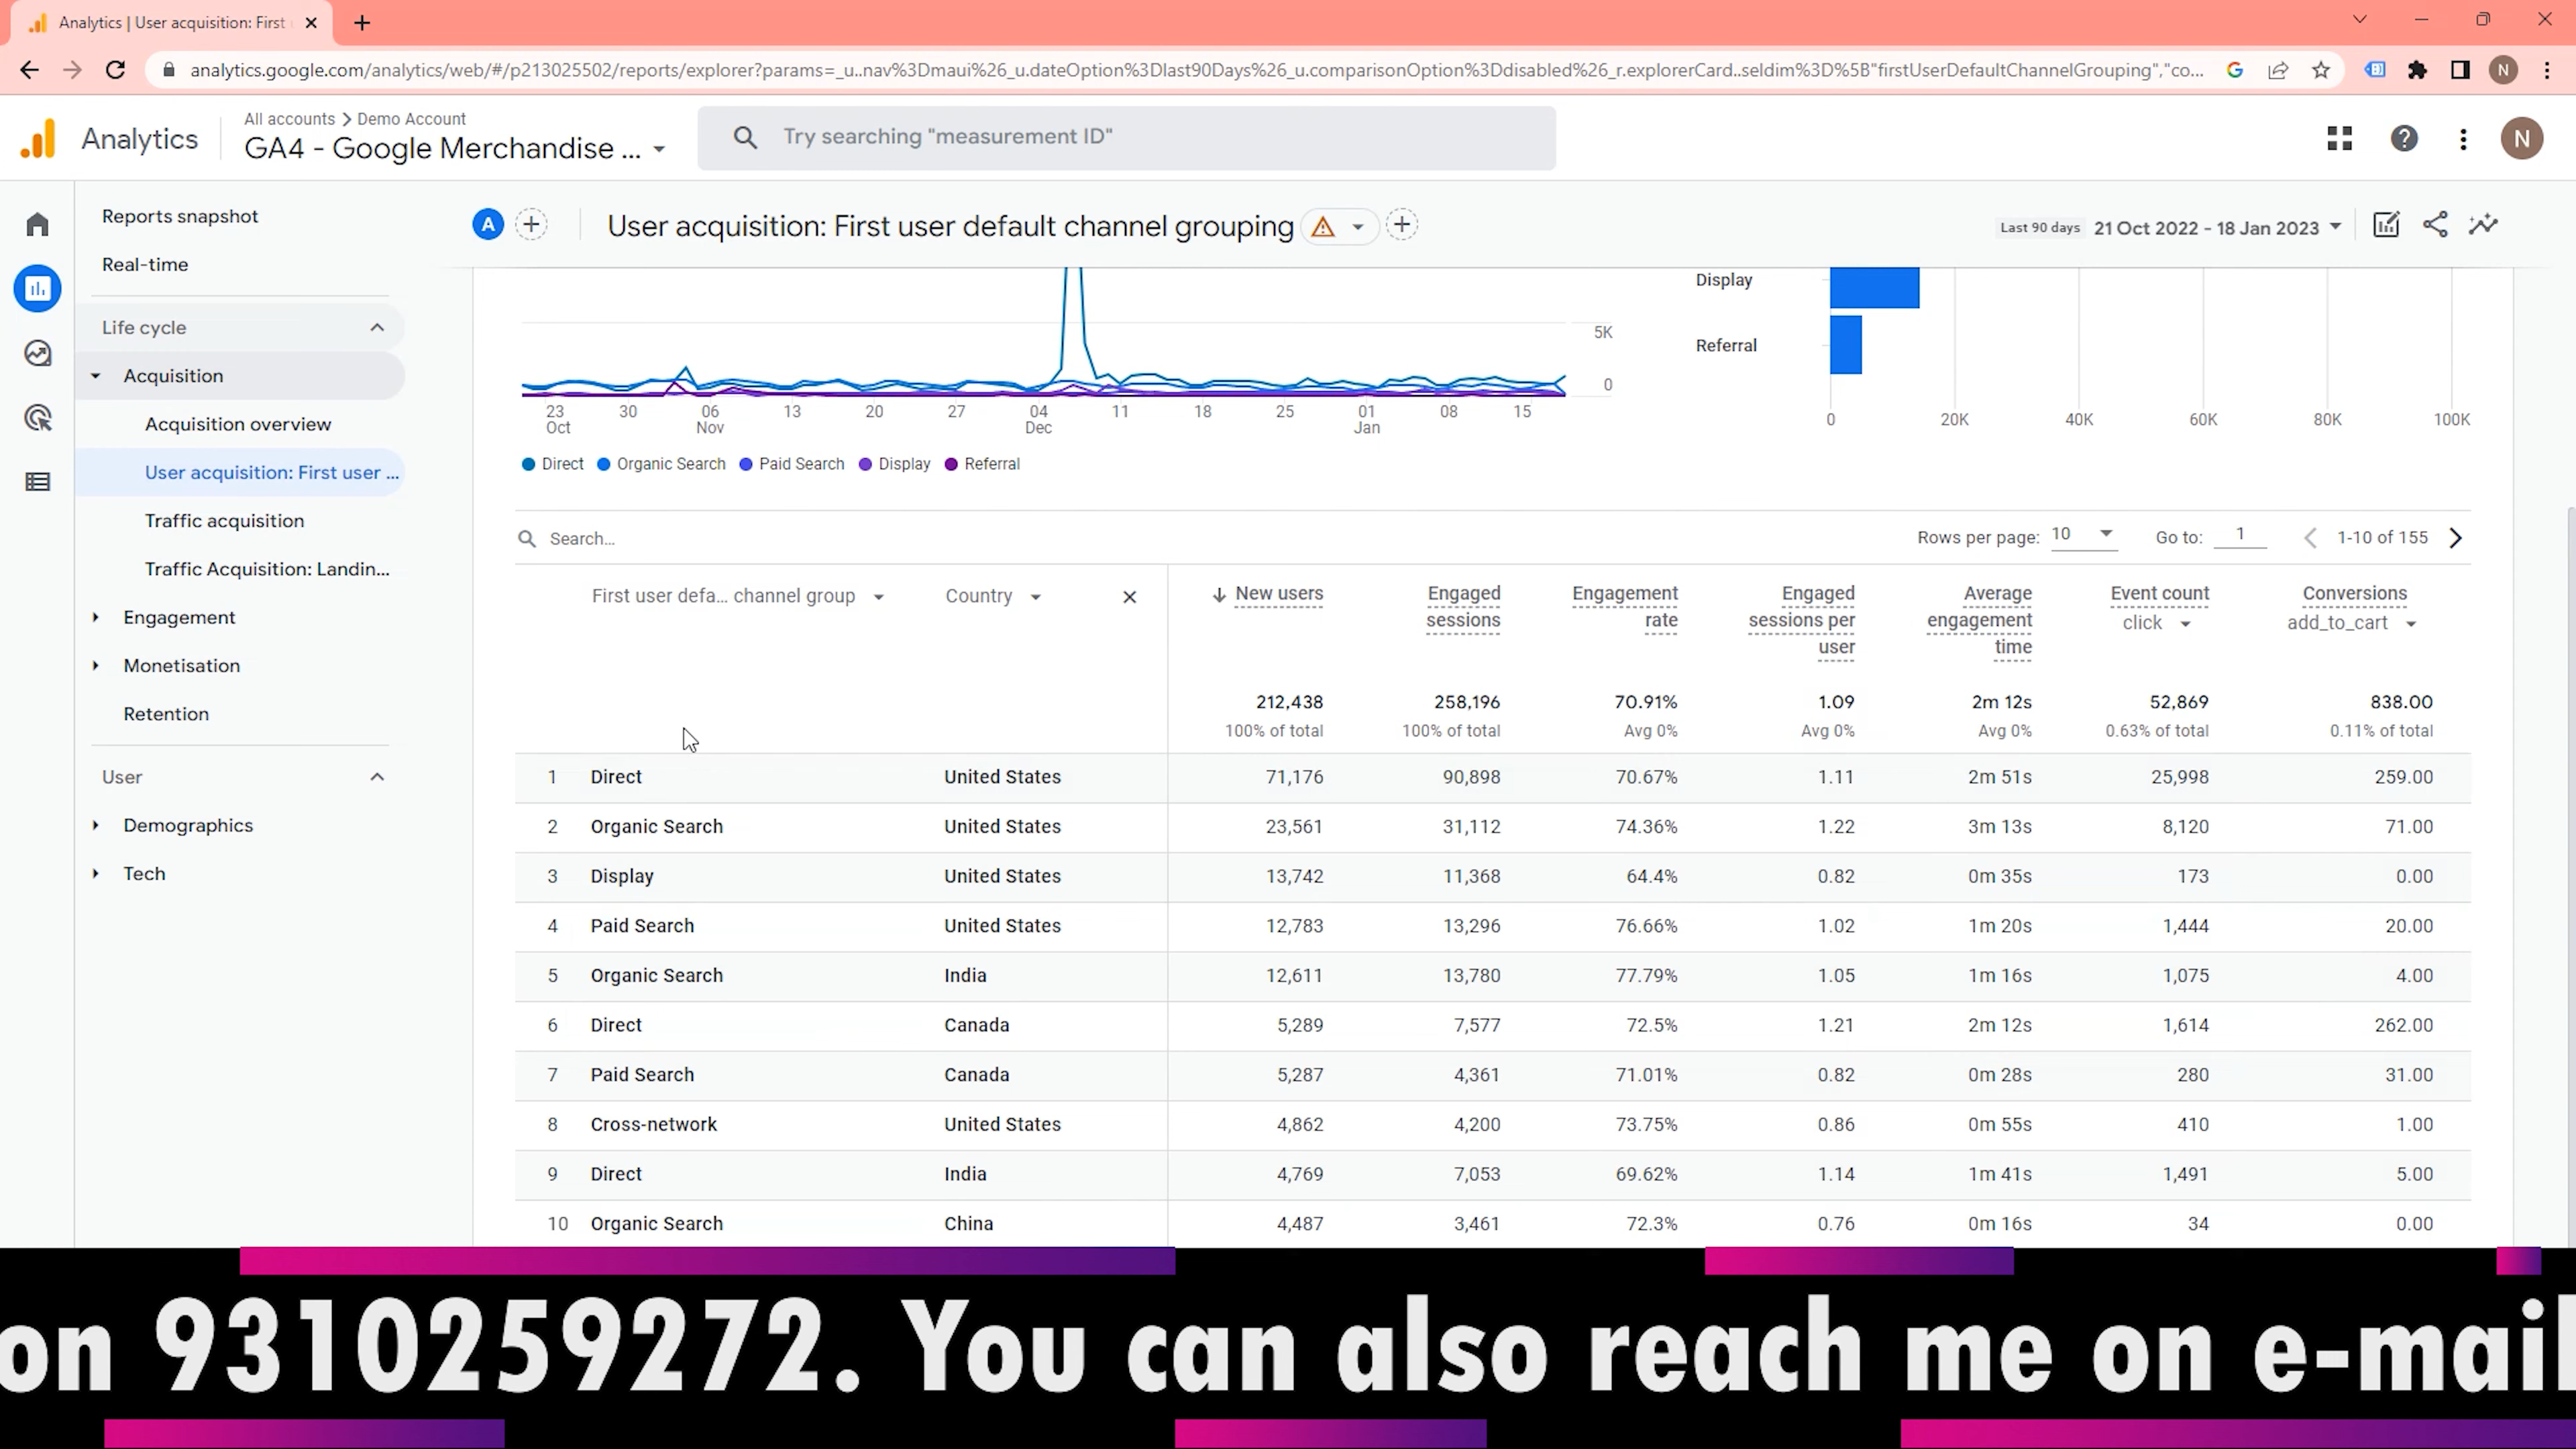 Analytics | User acquisition: First
analytics.google.com/analytics/web/#/p213025502/reports/explorer?params=_u..nav%3Dmaui%26_u.dateOption%3Dlast90Days%26_u.comparisonOption%3Ddisabled%26_r.explorerCard..seldim%3D%5B"firstUserDefaultChannelGrouping","co...
N
Analytics
All accounts > Demo Account
GA4 - Google Merchandise ...
Try searching "measurement ID"
N
Reports snapshot
Real-time
Life cycle
Acquisition
Acquisition overview
User acquisition: First user ...
Traffic acquisition
Traffic Acquisition: Landin...
Engagement
Monetisation
Retention
User
Demographics
Tech
A
User acquisition: First user default channel grouping
Last 90 days 21 Oct 2022 - 18 Jan 2023
5K
0
23 30 06 13 20 27 04 11 18 25 01 08 15
Oct Nov Dec Jan
Direct Organic Search Paid Search Display Referral
Display
Referral
0 20K 40K 60K 80K 100K
Search...
Rows per page: 10 Go to: 1 1-10 of 155
First user defa... channel group Country
New users
Engaged sessions
Engagement rate
Engaged sessions per user
Average engagement time
Event count
click
Conversions
add_to_cart
212,438 258,196 70.91% 1.09 2m 12s 52,869 838.00
100% of total 100% of total Avg 0% Avg 0% Avg 0% 0.63% of total 0.11% of total
1 Direct United States 71,176 90,898 70.67% 1.11 2m 51s 25,998 259.00
2 Organic Search United States 23,561 31,112 74.36% 1.22 3m 13s 8,120 71.00
3 Display United States 13,742 11,368 64.4% 0.82 0m 35s 173 0.00
4 Paid Search United States 12,783 13,296 76.66% 1.02 1m 20s 1,444 20.00
5 Organic Search India 12,611 13,780 77.79% 1.05 1m 16s 1,075 4.00
6 Direct Canada 5,289 7,577 72.5% 1.21 2m 12s 1,614 262.00
7 Paid Search Canada 5,287 4,361 71.01% 0.82 0m 28s 280 31.00
8 Cross-network United States 4,862 4,200 73.75% 0.86 0m 55s 410 1.00
9 Direct India 4,769 7,053 69.62% 1.14 1m 41s 1,491 5.00
10 Organic Search China 4,487 3,461 72.3% 0.76 0m 16s 34 0.00
on 9310259272. You can also reach me on e-mail